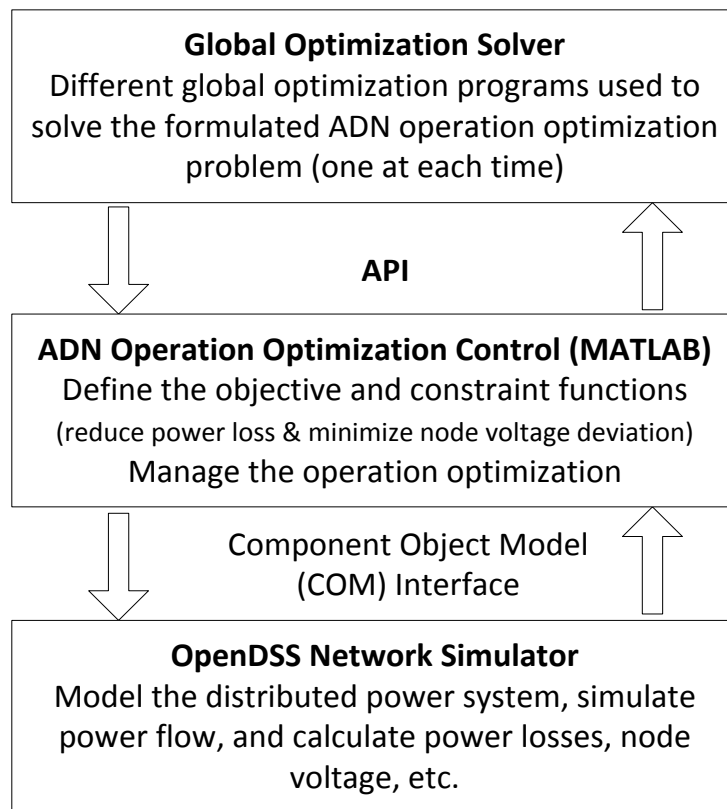 Global Optimization Solver
Different global optimization programs used to
solve the formulated ADN operation optimization
problem (one at each time)
API
ADN Operation Optimization Control (MATLAB)
Define the objective and constraint functions
(reduce power loss & minimize node voltage deviation)
Manage the operation optimization
Component Object Model
(COM) Interface
OpenDSS Network Simulator
Model the distributed power system, simulate
power flow, and calculate power losses, node
voltage, etc.